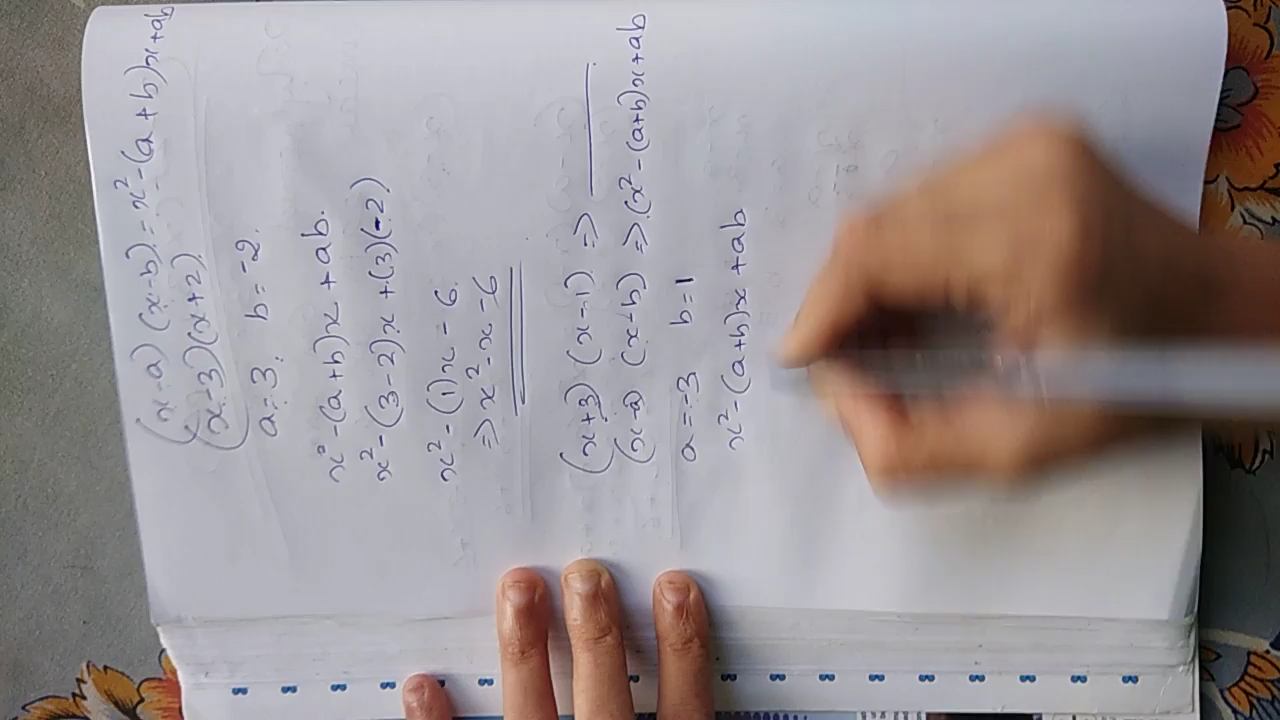 (x-a) (x-b) = x²-(a+b)x+ab
(x-3)(x+2)
a=3. b=-2.
x²-(a+b)x + ab.
x²-(3-2)x +(3)(-2)
x²-(1)x - 6.
=> x²-x-6
(x+3) (x-1) => ______.
(x-a) (x-b) => (x²-(a+b)x+ab
a=-3 b=1
x²-(a+b)x +ab